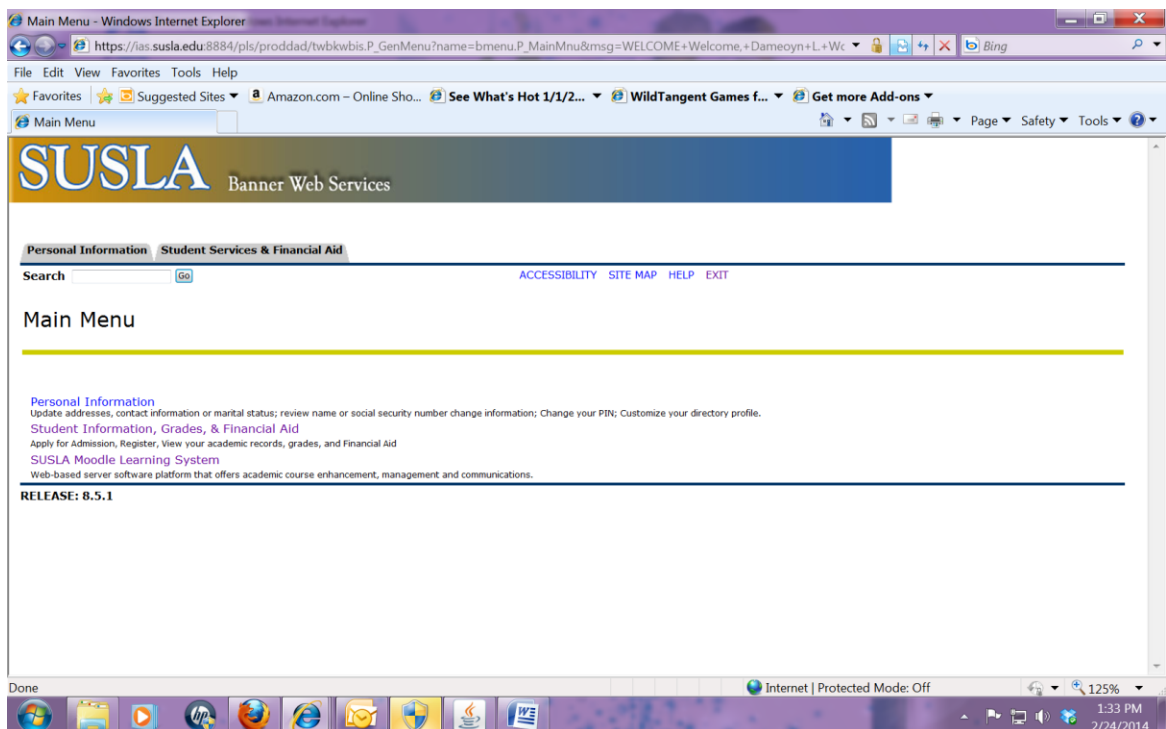 Main Menu - Windows Internet Explorer
https://ias.susla.edu:8884/pls/proddad/twbkwbis.P_GenMenu?name=bmenu.P_MainMnu&msg=WELCOME+Welcome,+Dameoyn+L.+Wc Bing
File Edit View Favorites Tools Help
Favorites Suggested Sites Amazon.com – Online Sho... See What's Hot 1/1/2... WildTangent Games f... Get more Add-ons
Main Menu Page Safety Tools
SUSLA Banner Web Services
Personal Information Student Services & Financial Aid
Search Go ACCESSIBILITY SITE MAP HELP EXIT
Main Menu
Personal Information
Update addresses, contact information or marital status; review name or social security number change information; Change your PIN; Customize your directory profile.
Student Information, Grades, & Financial Aid
Apply for Admission, Register, View your academic records, grades, and Financial Aid
SUSLA Moodle Learning System
Web-based server software platform that offers academic course enhancement, management and communications.
RELEASE: 8.5.1
Done Internet | Protected Mode: Off 125%
1:33 PM
2/24/2014